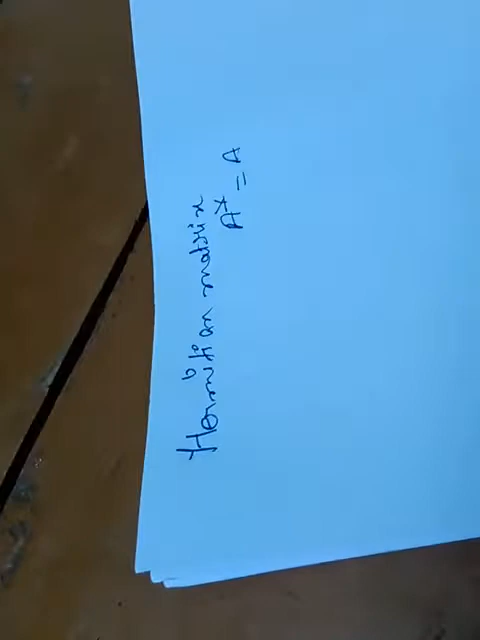 Hermitian matrix
A* = A